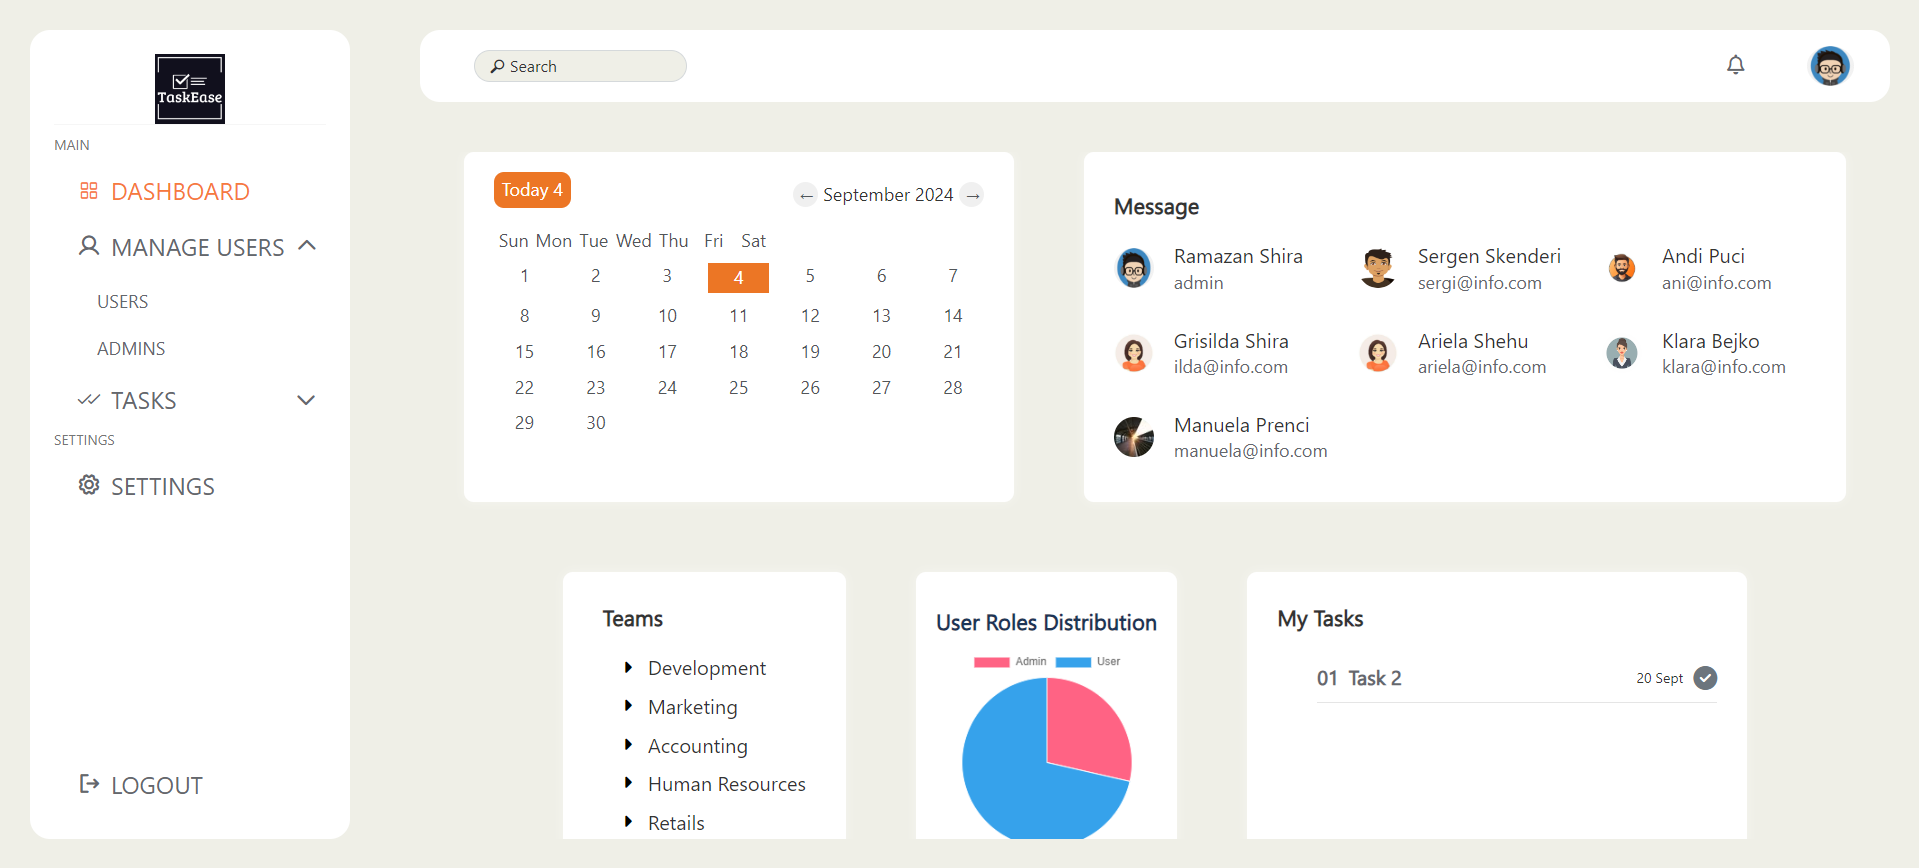 TaskEase
MAIN
DASHBOARD
MANAGE USERS
USERS
ADMINS
TASKS
SETTINGS
SETTINGS
LOGOUT
Search
Today 4
← September 2024 →
Sun Mon Tue Wed Thu Fri Sat
1 2 3 4 5 6 7
8 9 10 11 12 13 14
15 16 17 18 19 20 21
22 23 24 25 26 27 28
29 30
Message
Ramazan Shira
admin
Sergen Skenderi
sergi@info.com
Andi Puci
ani@info.com
Grisilda Shira
ilda@info.com
Ariela Shehu
ariela@info.com
Klara Bejko
klara@info.com
Manuela Prenci
manuela@info.com
Teams
Development
Marketing
Accounting
Human Resources
Retails
User Roles Distribution
Admin User
My Tasks
01 Task 2 20 Sept